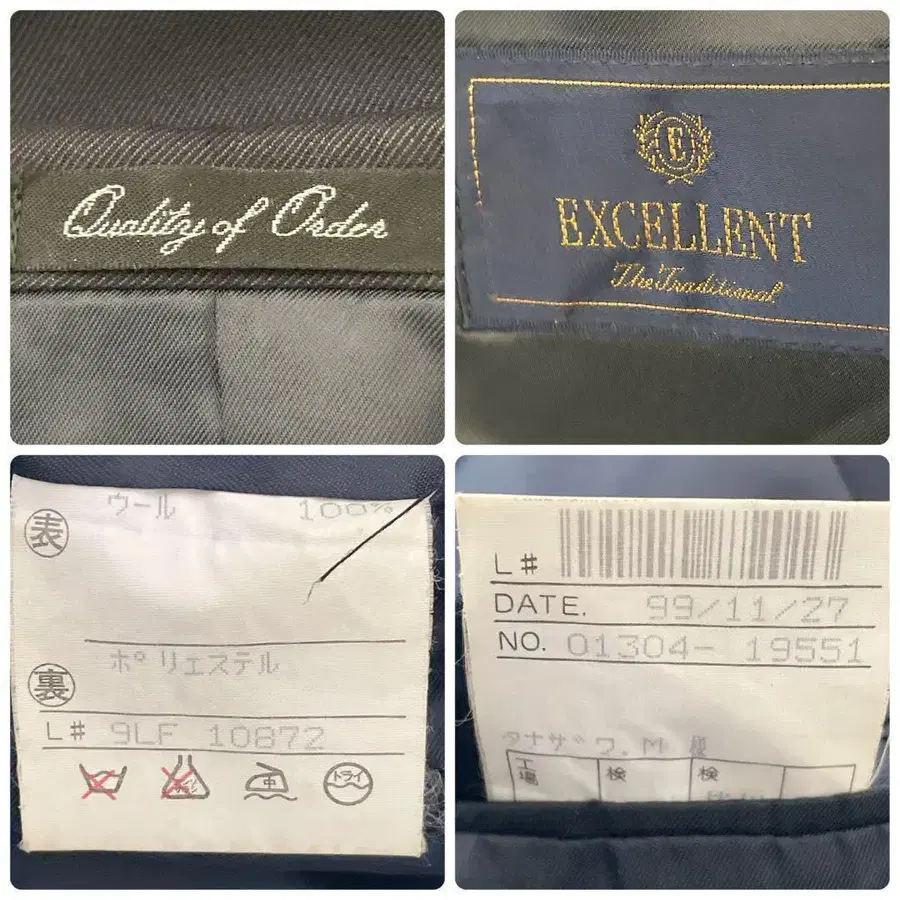 Quality of Order
E
EXCELLENT
The Traditional
表 ウール 100%
裏 ポリエステル
L# 9LF 10872
中 ドライ
L#
DATE. 99/11/27
NO. 01304- 19551
タナザワ.M 様
工場 検 検